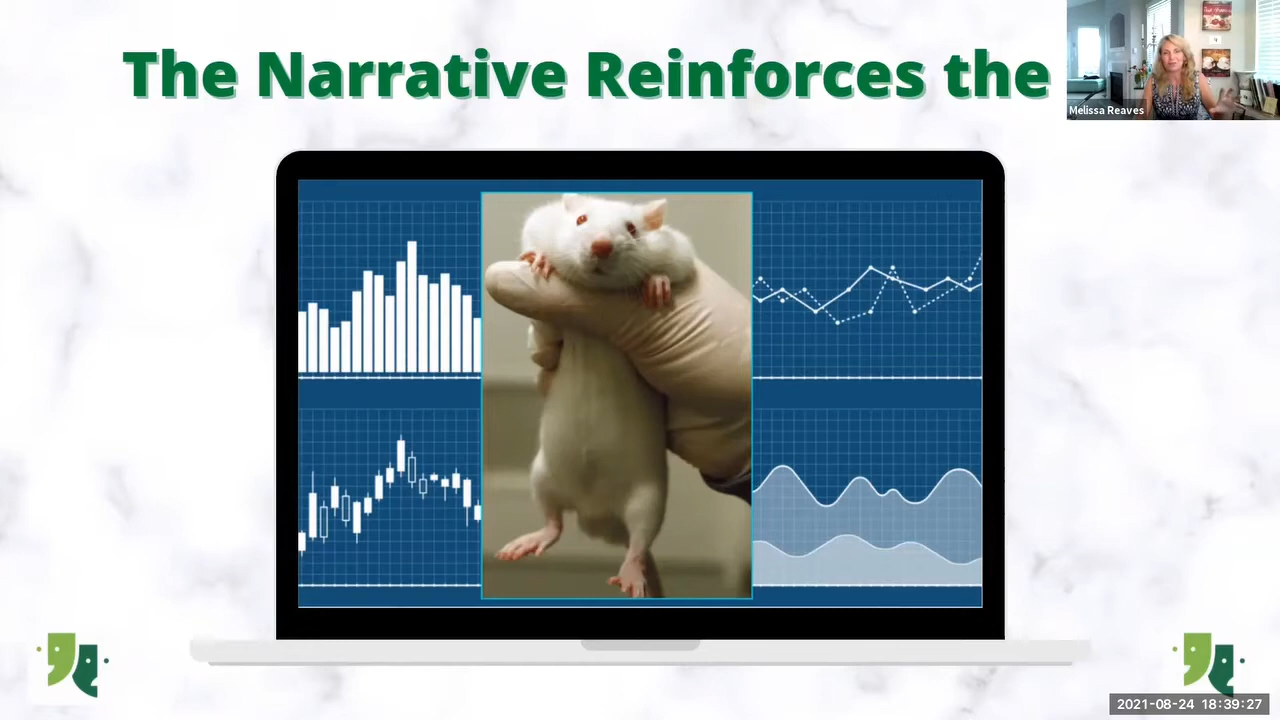 The Narrative Reinforces the
Melissa Reaves
2021-08-24 18:39:27